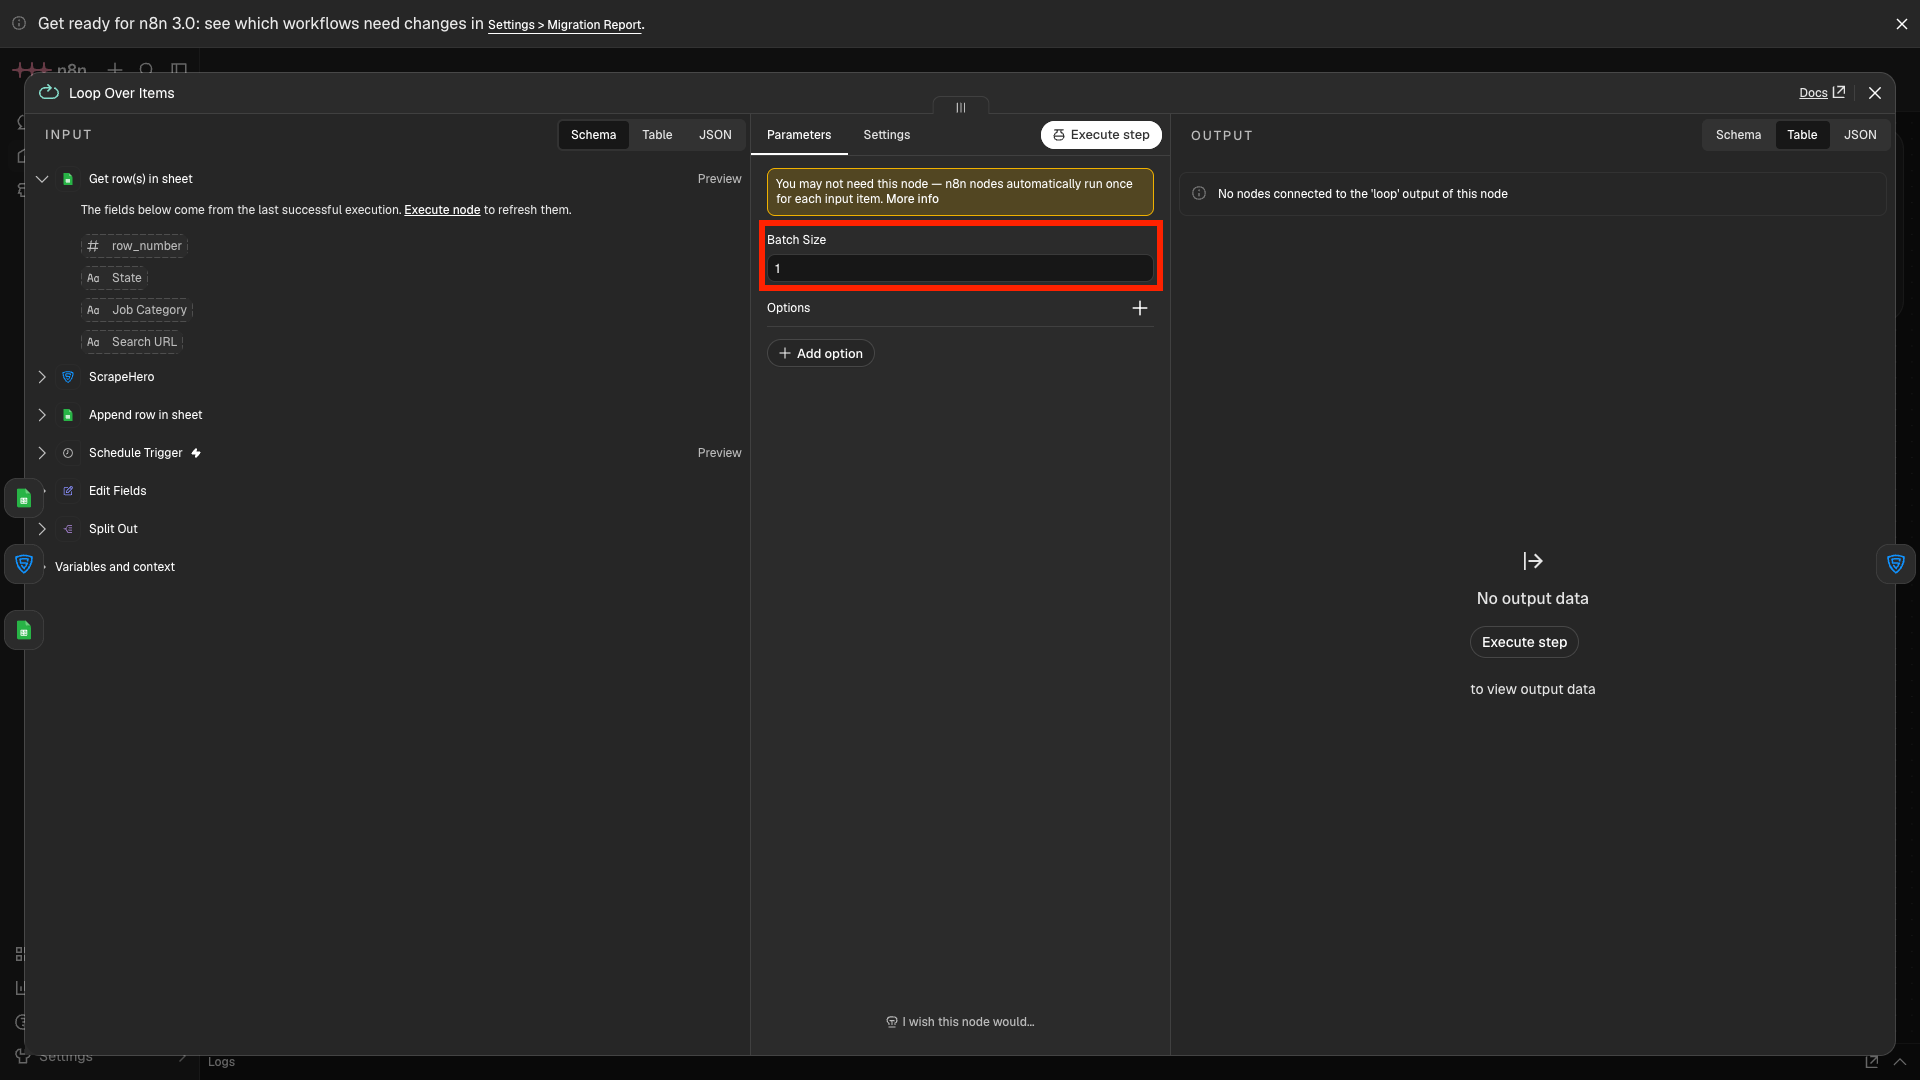 Get ready for n8n 3.0: see which workflows need changes in Settings > Migration Report.
n8n
Loop Over Items
Docs
INPUT
Schema
Table
JSON
Parameters
Settings
Execute step
OUTPUT
Schema
Table
JSON
Get row(s) in sheet
Preview
The fields below come from the last successful execution. Execute node to refresh them.
# row_number
Aa State
Aa Job Category
Aa Search URL
ScrapeHero
Append row in sheet
Schedule Trigger
Preview
Edit Fields
Split Out
Variables and context
You may not need this node — n8n nodes automatically run once
for each input item. More info
Batch Size
1
Options
Add option
I wish this node would...
No nodes connected to the 'loop' output of this node
No output data
Execute step
to view output data
Settings
Logs